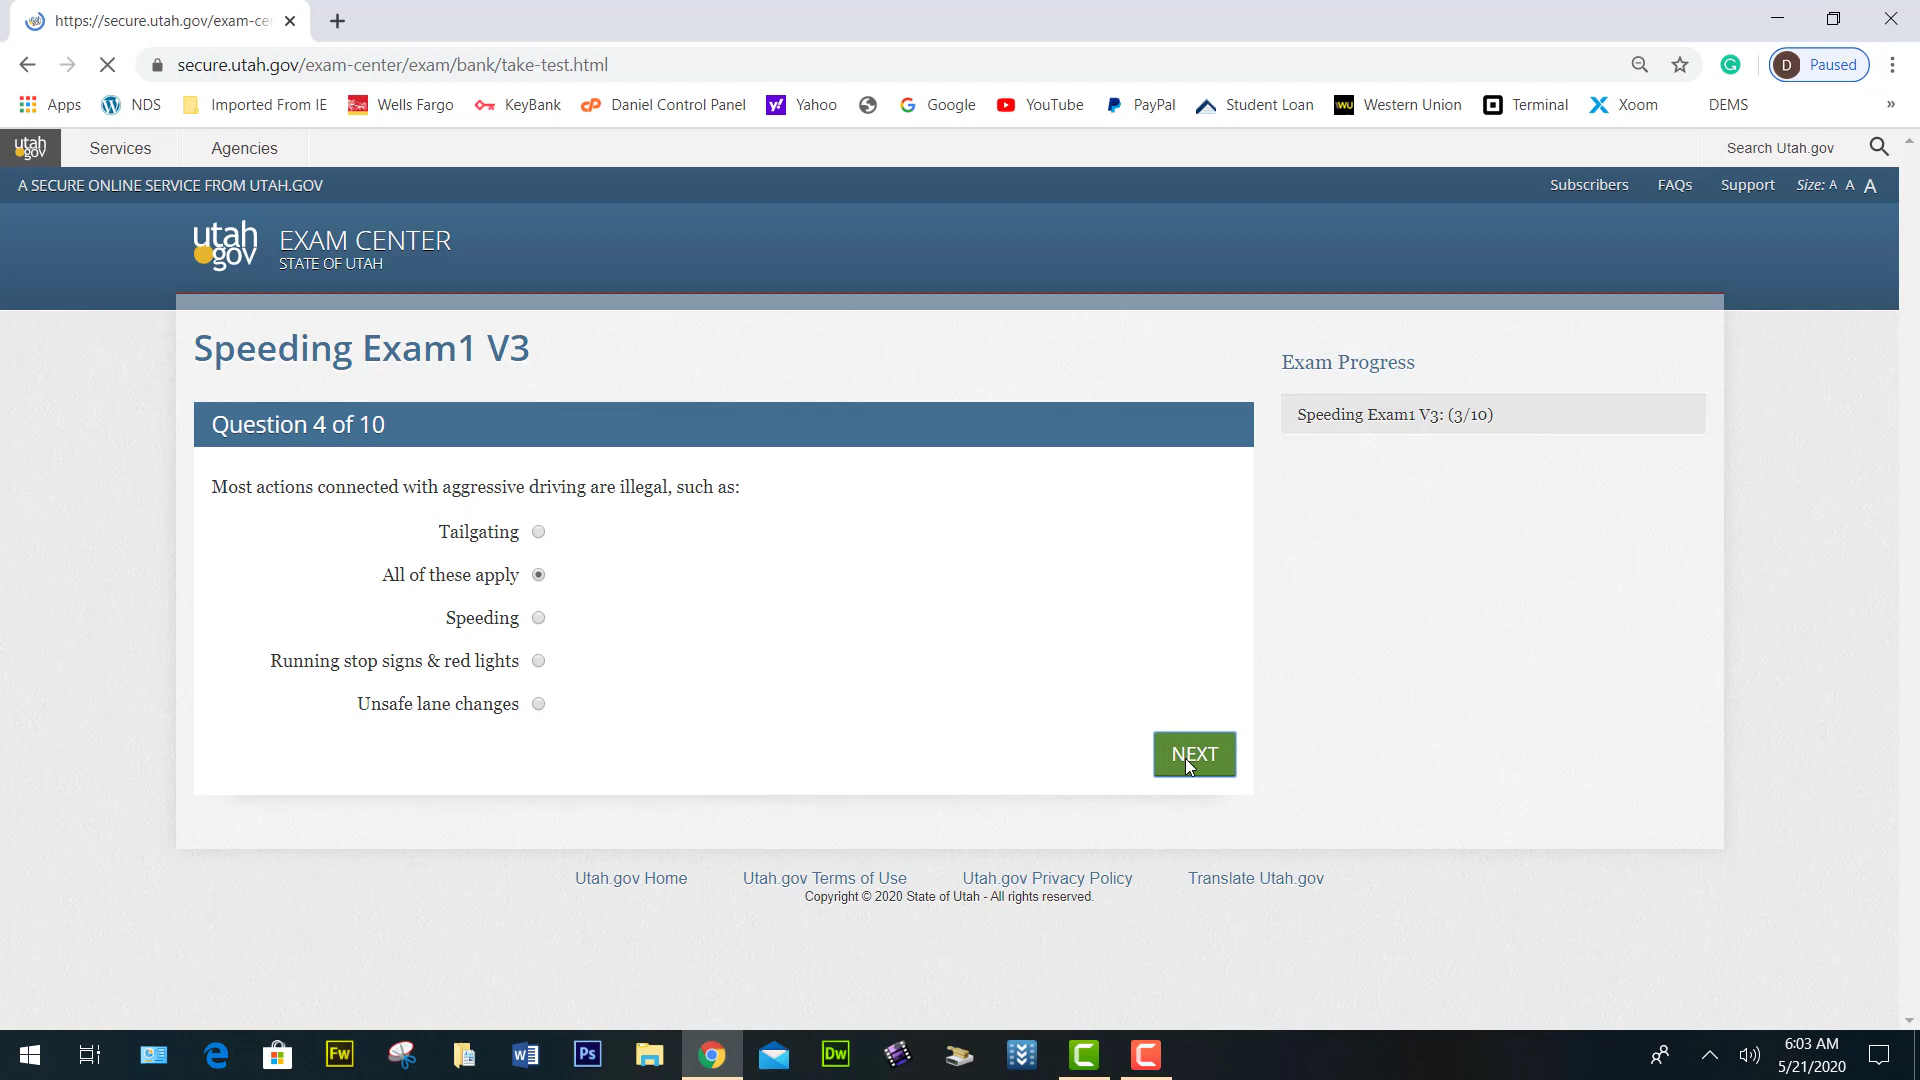 https://secure.utah.gov/exam-cen
secure.utah.gov/exam-center/exam/bank/take-test.html
D Paused
Apps NDS Imported From IE Wells Fargo KeyBank Daniel Control Panel Yahoo Google YouTube PayPal Student Loan Western Union Terminal Xoom DEMS »
utah gov Services Agencies Search Utah.gov
A SECURE ONLINE SERVICE FROM UTAH.GOV Subscribers FAQs Support Size: A A A
utah gov EXAM CENTER
STATE OF UTAH
Speeding Exam1 V3
Exam Progress
Speeding Exam1 V3: (3/10)
Question 4 of 10
Most actions connected with aggressive driving are illegal, such as:
Tailgating
All of these apply
Speeding
Running stop signs & red lights
Unsafe lane changes
NEXT
Utah.gov Home Utah.gov Terms of Use Utah.gov Privacy Policy Translate Utah.gov
Copyright © 2020 State of Utah - All rights reserved.
Fw W Ps Dw
6:03 AM
5/21/2020